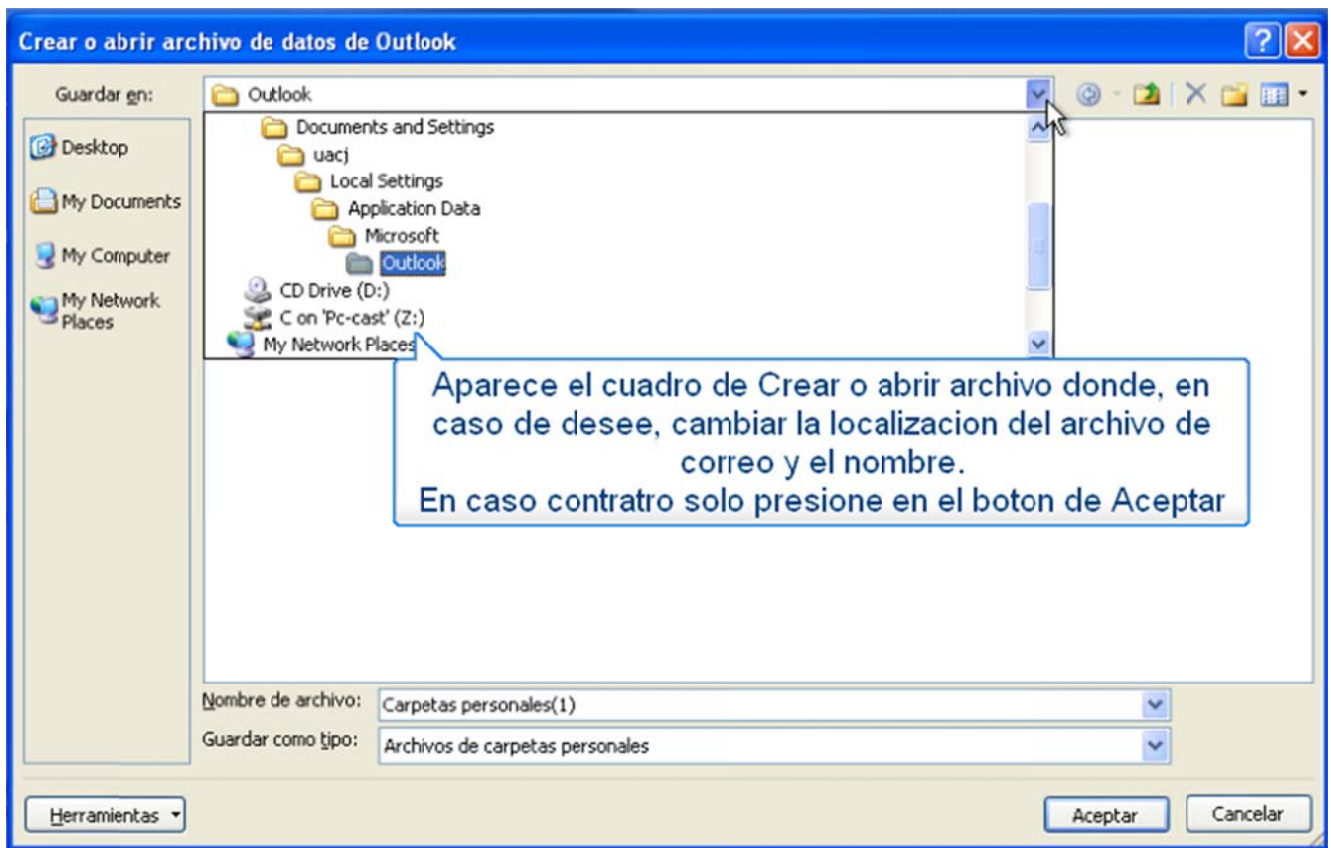 Crear o abrir archivo de datos de Outlook
Guardar en:
Outlook
Documents and Settings
uacj
Local Settings
Application Data
Microsoft
Outlook
CD Drive (D:)
C on 'Pc-cast' (Z:)
My Network Places
Desktop
My Documents
My Computer
My Network
Places
Aparece el cuadro de Crear o abrir archivo donde, en
caso de desee, cambiar la localizacion del archivo de
correo y el nombre.
En caso contratro solo presione en el boton de Aceptar
Nombre de archivo:
Carpetas personales(1)
Guardar como tipo:
Archivos de carpetas personales
Herramientas
Aceptar
Cancelar